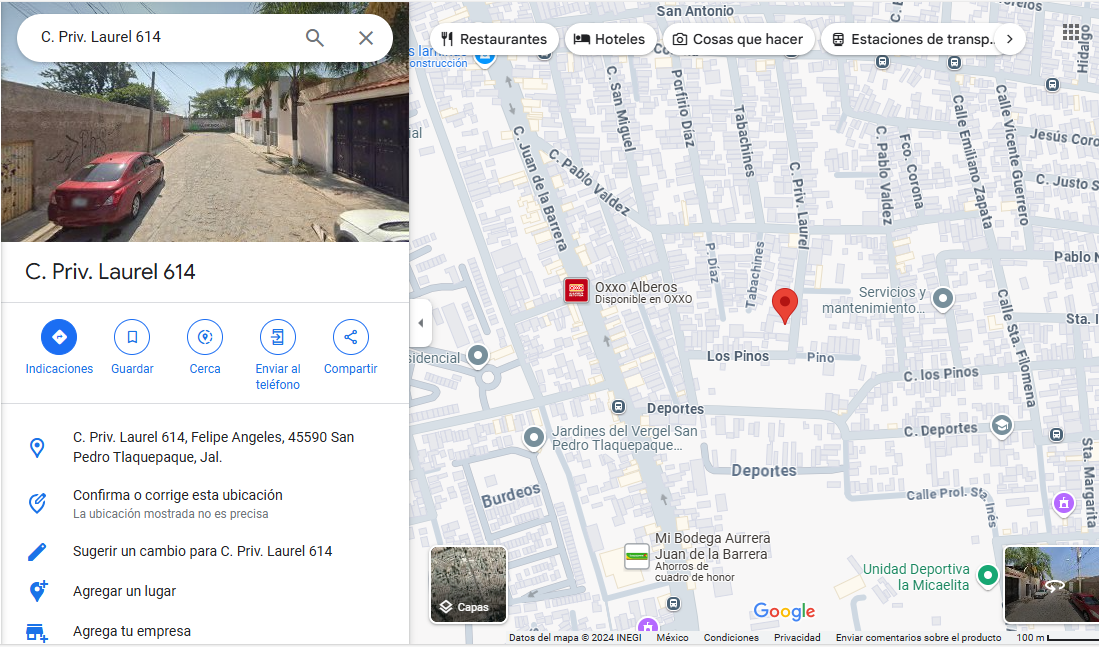 C. Priv. Laurel 614
C. Priv. Laurel 614
Indicaciones
Guardar
Cerca
Enviar al
teléfono
Compartir
C. Priv. Laurel 614, Felipe Angeles, 45590 San
Pedro Tlaquepaque, Jal.
Confirma o corrige esta ubicación
La ubicación mostrada no es precisa
Sugerir un cambio para C. Priv. Laurel 614
Agregar un lugar
Agrega tu empresa
San Antonio
Restaurantes
Hoteles
Cosas que hacer
Estaciones de transp...
Hidalgo
onstrucción
C. San Miguel
Porfirio Díaz
Tabachines
C. Juan de la Barrera
C. Pablo Valdez
C. Priv. Laurel
C. Pablo Valdez
Fco. Corona
C. Emiliano Zapata
Calle Vicente Guerrero
Jesús Coro
C. Justo S
Pablo N
P. Díaz
Tabachines
Oxxo Alberos
Disponible en OXXO
Servicios y
mantenimiento...
Sta. I
Calle Sta. Filomena
sidencial
Los Pinos
Pino
C. los Pinos
Deportes
C. Deportes
Jardines del Vergel San
Pedro Tlaquepaque...
Deportes
Burdeos
Calle Prol. Sta. Inés
Sta. Margarita
Mi Bodega Aurrera
Juan de la Barrera
Ahorros de
cuadro de honor
Unidad Deportiva
la Micaelita
Capas
Google
Datos del mapa © 2024 INEGI
México
Condiciones
Privacidad
Enviar comentarios sobre el producto
100 m